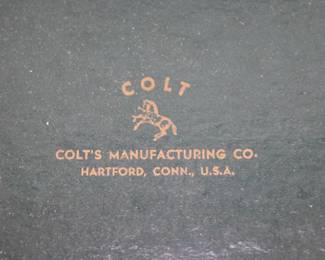 COLT
COLT'S MANUFACTURING CO.
HARTFORD, CONN., U.S.A.